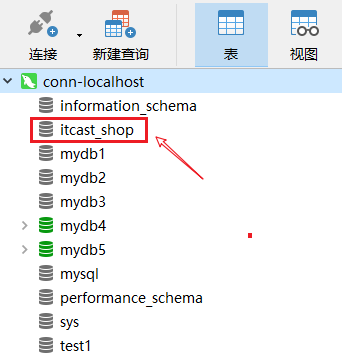 连接 新建查询 表 视图
conn-localhost
information_schema
itcast_shop
mydb1
mydb2
mydb3
mydb4
mydb5
mysql
performance_schema
sys
test1